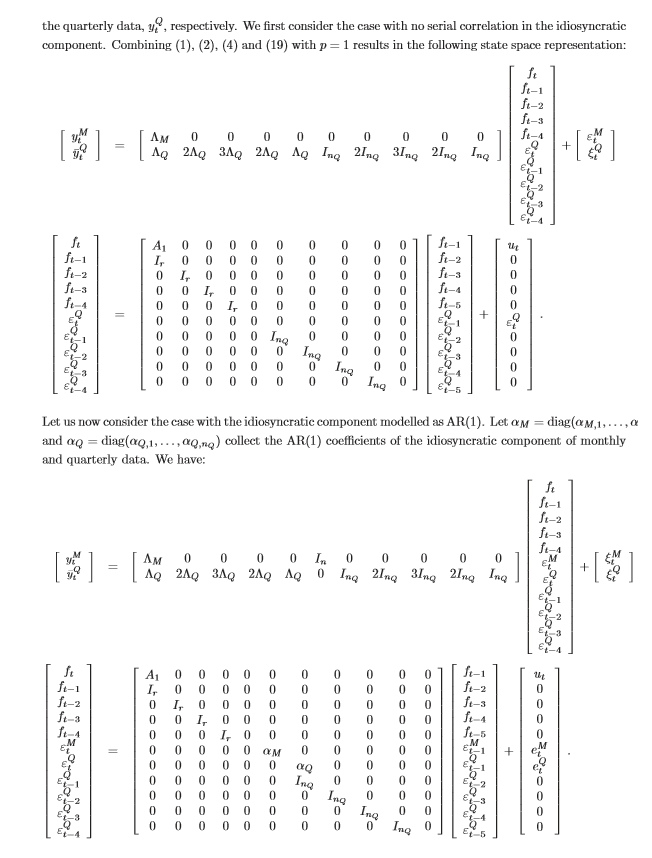 the quarterly data, y_t^Q, respectively. We first consider the case with no serial correlation in the idiosyncratic
component. Combining (1), (2), (4) and (19) with p = 1 results in the following state space representation:
[ y_t^M ; ȳ_t^Q ] = [ Λ_M 0 0 0 0 0 0 0 0 0 ; Λ_Q 2Λ_Q 3Λ_Q 2Λ_Q Λ_Q I_{n_Q} 2I_{n_Q} 3I_{n_Q} 2I_{n_Q} I_{n_Q} ] [ f_t ; f_{t−1} ; f_{t−2} ; f_{t−3} ; f_{t−4} ; ε_t^Q ; ε_{t−1}^Q ; ε_{t−2}^Q ; ε_{t−3}^Q ; ε_{t−4}^Q ] + [ ε_t^M ; ξ_t^Q ]
[ f_t ; f_{t−1} ; f_{t−2} ; f_{t−3} ; f_{t−4} ; ε_t^Q ; ε_{t−1}^Q ; ε_{t−2}^Q ; ε_{t−3}^Q ; ε_{t−4}^Q ] = [ A_1 0 0 0 0 0 0 0 0 0 ; I_r 0 0 0 0 0 0 0 0 0 ; 0 I_r 0 0 0 0 0 0 0 0 ; 0 0 I_r 0 0 0 0 0 0 0 ; 0 0 0 I_r 0 0 0 0 0 0 ; 0 0 0 0 0 0 0 0 0 0 ; 0 0 0 0 0 I_{n_Q} 0 0 0 0 ; 0 0 0 0 0 0 I_{n_Q} 0 0 0 ; 0 0 0 0 0 0 0 I_{n_Q} 0 0 ; 0 0 0 0 0 0 0 0 I_{n_Q} 0 ] [ f_{t−1} ; f_{t−2} ; f_{t−3} ; f_{t−4} ; f_{t−5} ; ε_{t−1}^Q ; ε_{t−2}^Q ; ε_{t−3}^Q ; ε_{t−4}^Q ; ε_{t−5}^Q ] + [ u_t ; 0 ; 0 ; 0 ; 0 ; ε_t^Q ; 0 ; 0 ; 0 ; 0 ] .
Let us now consider the case with the idiosyncratic component modelled as AR(1). Let α_M = diag(α_{M,1}, . . . , α
and α_Q = diag(α_{Q,1}, . . . , α_{Q,n_Q}) collect the AR(1) coefficients of the idiosyncratic component of monthly
and quarterly data. We have:
[ y_t^M ; ȳ_t^Q ] = [ Λ_M 0 0 0 0 I_n 0 0 0 0 0 ; Λ_Q 2Λ_Q 3Λ_Q 2Λ_Q Λ_Q 0 I_{n_Q} 2I_{n_Q} 3I_{n_Q} 2I_{n_Q} I_{n_Q} ] [ f_t ; f_{t−1} ; f_{t−2} ; f_{t−3} ; f_{t−4} ; ε_t^M ; ε_t^Q ; ε_{t−1}^Q ; ε_{t−2}^Q ; ε_{t−3}^Q ; ε_{t−4}^Q ] + [ ξ_t^M ; ξ_t^Q ]
[ f_t ; f_{t−1} ; f_{t−2} ; f_{t−3} ; f_{t−4} ; ε_t^M ; ε_t^Q ; ε_{t−1}^Q ; ε_{t−2}^Q ; ε_{t−3}^Q ; ε_{t−4}^Q ] = [ A_1 0 0 0 0 0 0 0 0 0 0 ; I_r 0 0 0 0 0 0 0 0 0 0 ; 0 I_r 0 0 0 0 0 0 0 0 0 ; 0 0 I_r 0 0 0 0 0 0 0 0 ; 0 0 0 I_r 0 0 0 0 0 0 0 ; 0 0 0 0 0 α_M 0 0 0 0 0 ; 0 0 0 0 0 0 α_Q 0 0 0 0 ; 0 0 0 0 0 0 I_{n_Q} 0 0 0 0 ; 0 0 0 0 0 0 0 I_{n_Q} 0 0 0 ; 0 0 0 0 0 0 0 0 I_{n_Q} 0 0 ; 0 0 0 0 0 0 0 0 0 I_{n_Q} 0 ] [ f_{t−1} ; f_{t−2} ; f_{t−3} ; f_{t−4} ; f_{t−5} ; ε_{t−1}^M ; ε_{t−1}^Q ; ε_{t−2}^Q ; ε_{t−3}^Q ; ε_{t−4}^Q ; ε_{t−5}^Q ] + [ u_t ; 0 ; 0 ; 0 ; 0 ; e_t^M ; e_t^Q ; 0 ; 0 ; 0 ; 0 ] .